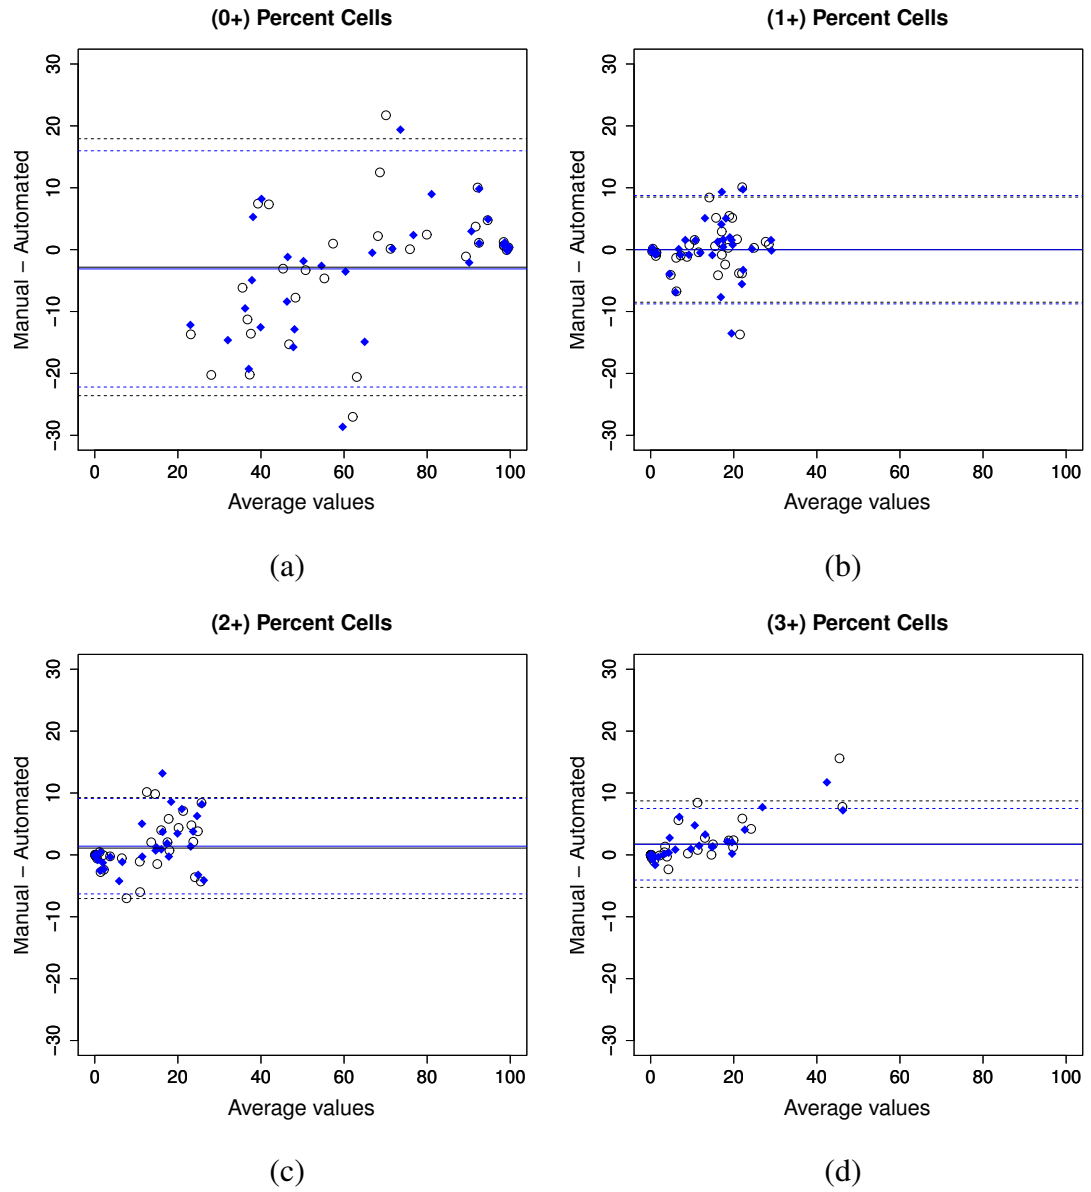 (0+) Percent Cells
Manual − Automated
30
20
10
0
−10
−20
−30
0 20 40 60 80 100
Average values
(a)
(1+) Percent Cells
Manual − Automated
30
20
10
0
−10
−20
−30
0 20 40 60 80 100
Average values
(b)
(2+) Percent Cells
Manual − Automated
30
20
10
0
−10
−20
−30
0 20 40 60 80 100
Average values
(c)
(3+) Percent Cells
Manual − Automated
30
20
10
0
−10
−20
−30
0 20 40 60 80 100
Average values
(d)